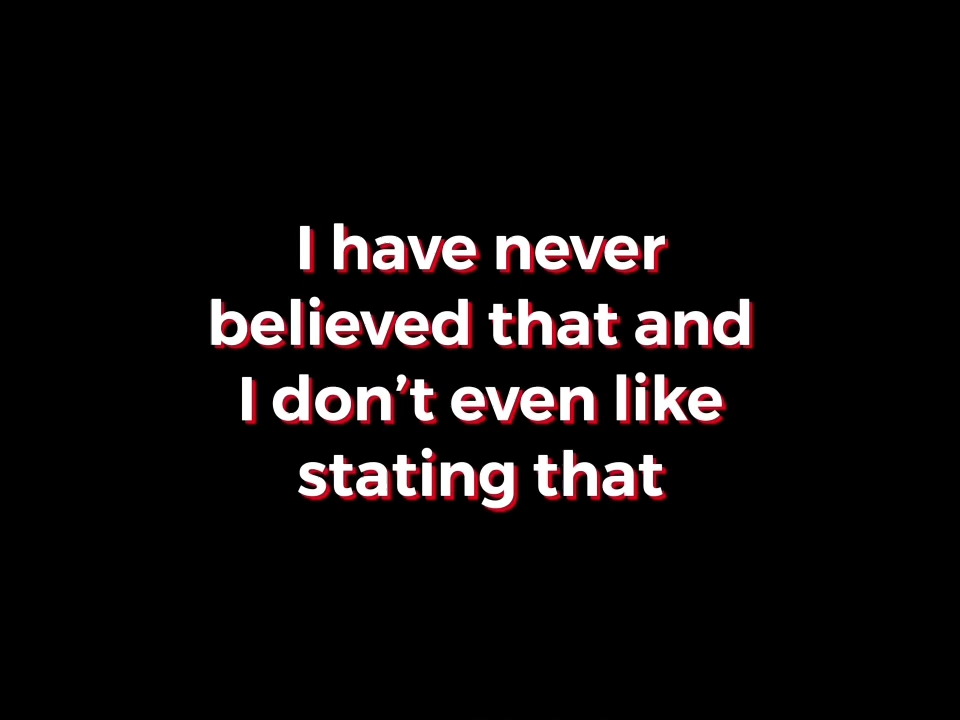 I have never
believed that and
I don’t even like
stating that